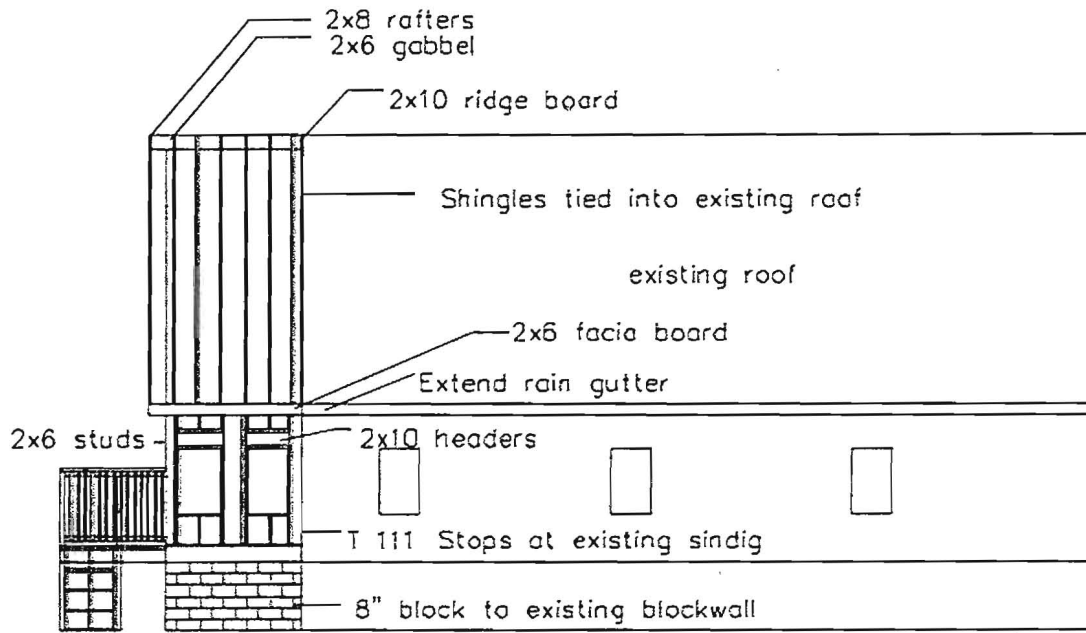 2x8 rafters
2x6 gabbel
2x10 ridge board
Shingles tied into existing roof
existing roof
2x6 facia board
Extend rain gutter
2x6 studs
2x10 headers
T 111 Stops at existing sindig
8" block to existing blockwall